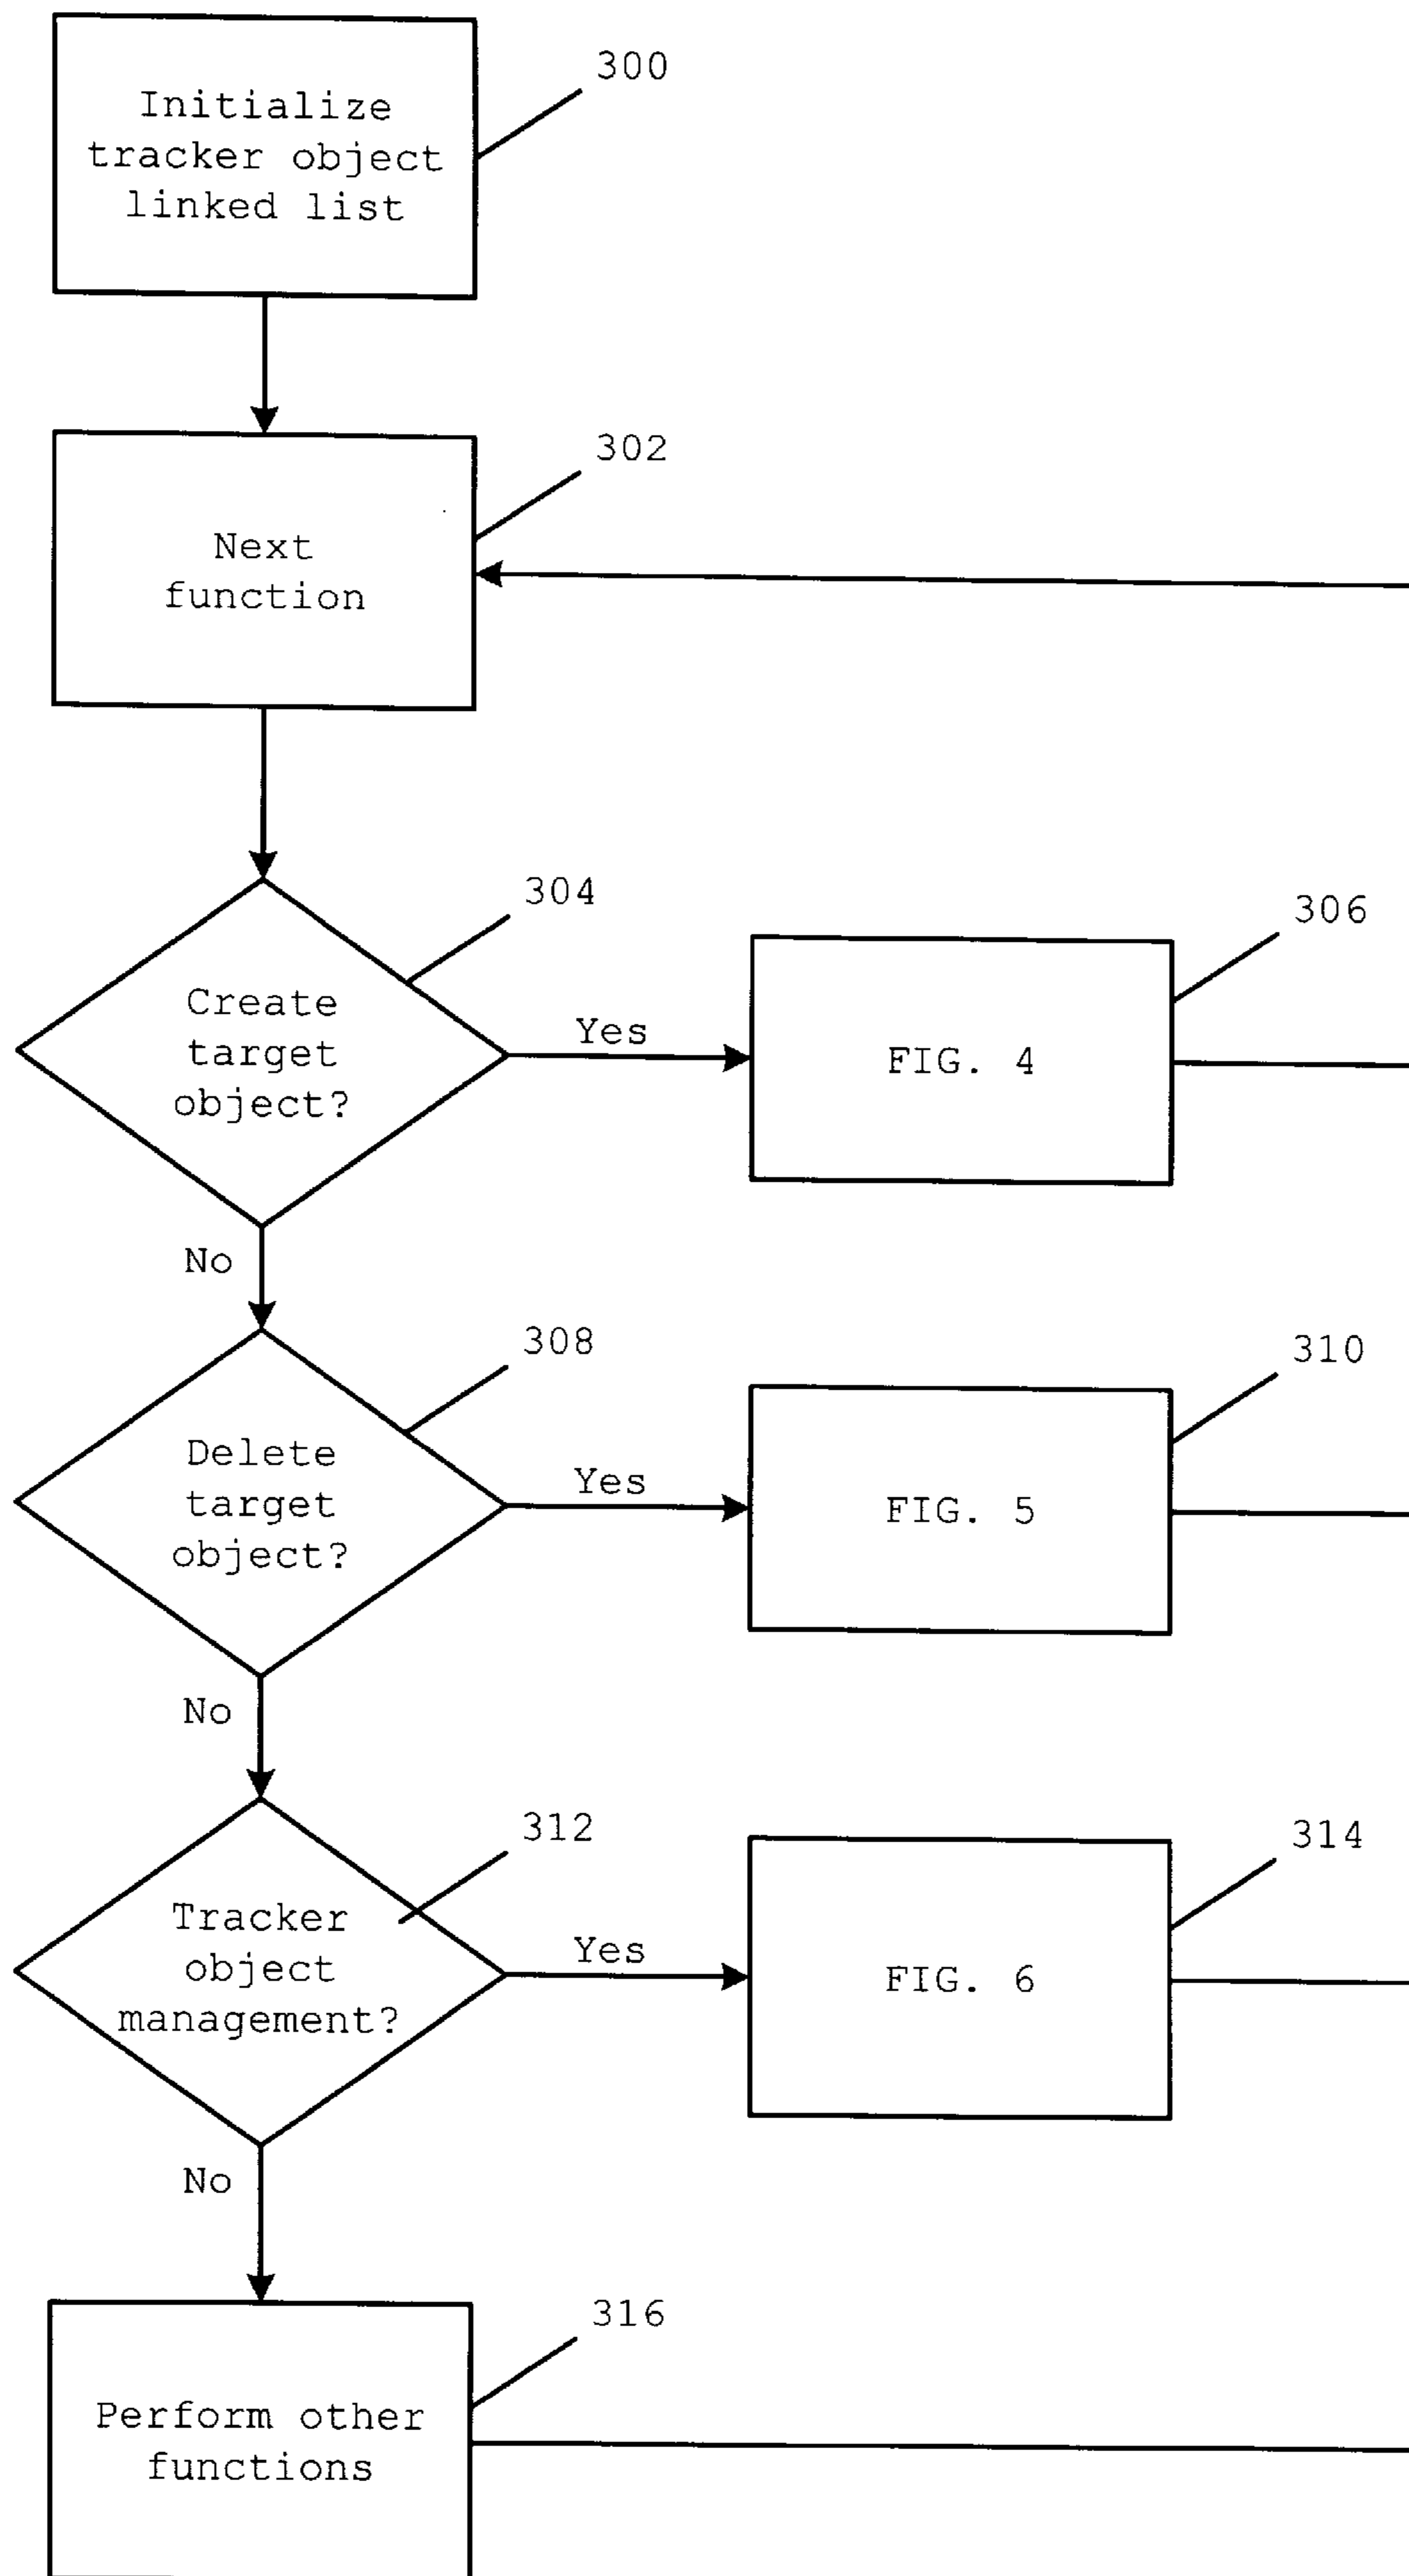 300
Initialize
tracker object
linked list
302
Next
function
304
Create
target
object?
Yes
306
FIG. 4
No
308
Delete
target
object?
Yes
310
FIG. 5
No
312
Tracker
object
management?
Yes
314
FIG. 6
No
316
Perform other
functions